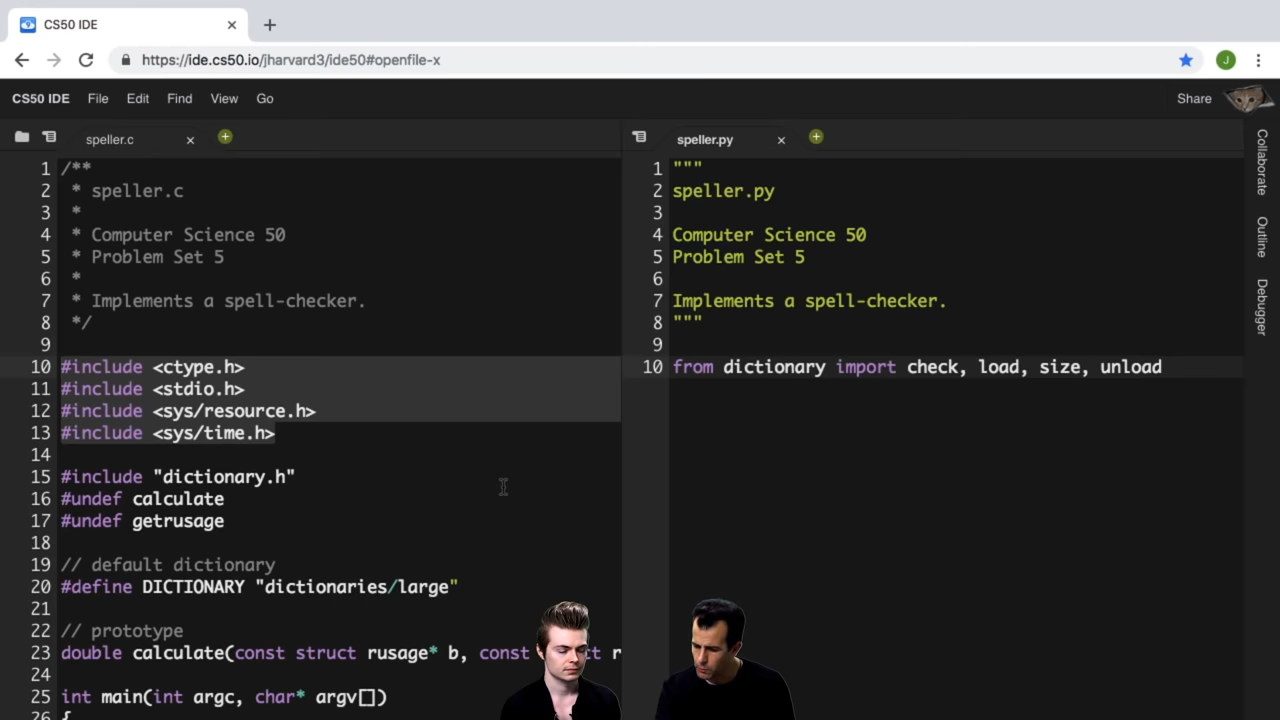 CS50 IDE
https://ide.cs50.io/jharvard3/ide50#openfile-x
J
CS50 IDE File Edit Find View Go
Share
speller.c
1 /**
2 * speller.c
3 *
4 * Computer Science 50
5 * Problem Set 5
6 *
7 * Implements a spell-checker.
8 */
9
10 #include <ctype.h>
11 #include <stdio.h>
12 #include <sys/resource.h>
13 #include <sys/time.h>
14
15 #include "dictionary.h"
16 #undef calculate
17 #undef getrusage
18
19 // default dictionary
20 #define DICTIONARY "dictionaries/large"
21
22 // prototype
23 double calculate(const struct rusage* b, const
24
25 int main(int argc, char* argv[])
26 {
speller.py
1 """
2 speller.py
3
4 Computer Science 50
5 Problem Set 5
6
7 Implements a spell-checker.
8 """
9
10 from dictionary import check, load, size, unload
Collaborate
Outline
Debugger